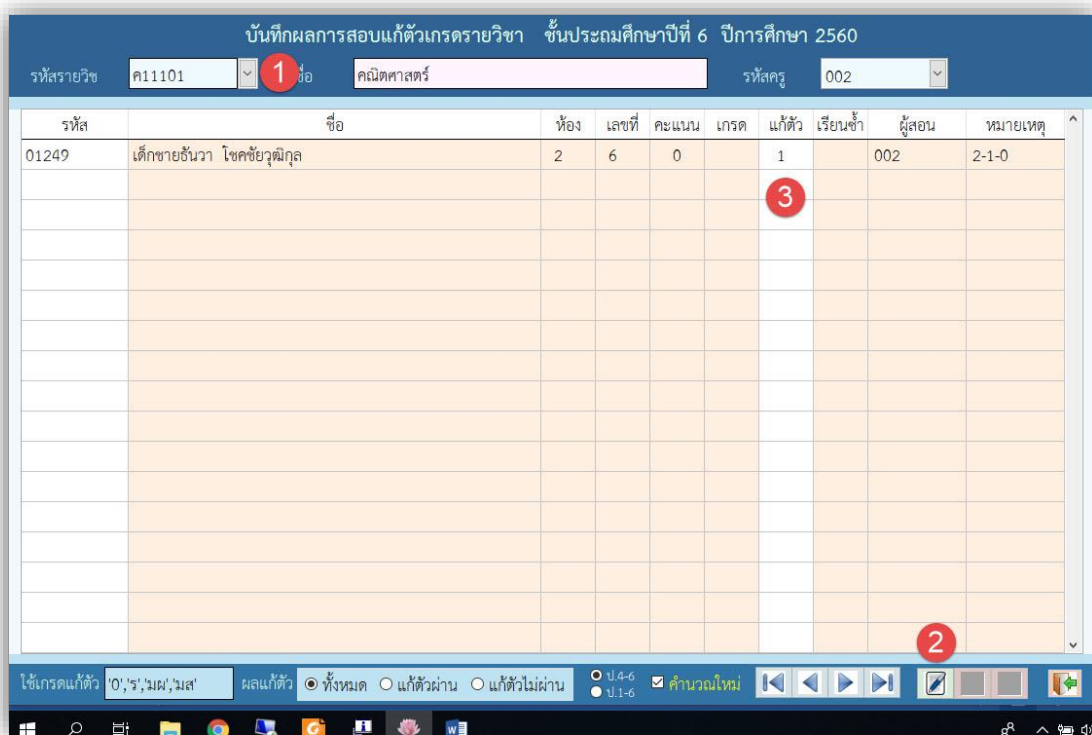 บันทึกผลการสอบแก้ตัวเกรดรายวิชา ชั้นประถมศึกษาปีที่ 6 ปีการศึกษา 2560
รหัสรายวิช ค11101 1 ชื่อ คณิตศาสตร์ รหัสครู 002
รหัส ชื่อ ห้อง เลขที่ คะแนน เกรด แก้ตัว เรียนซ้ำ ผู้สอน หมายเหตุ
01249 เด็กชายธันวา โชคชัยวุฒิกุล 2 6 0 1 002 2-1-0
3
2
ใช้เกรดแก้ตัว '0','ร','มผ','มส' ผลแก้ตัว ทั้งหมด แก้ตัวผ่าน แก้ตัวไม่ผ่าน ป.4-6 คำนวณใหม่
ป.1-6